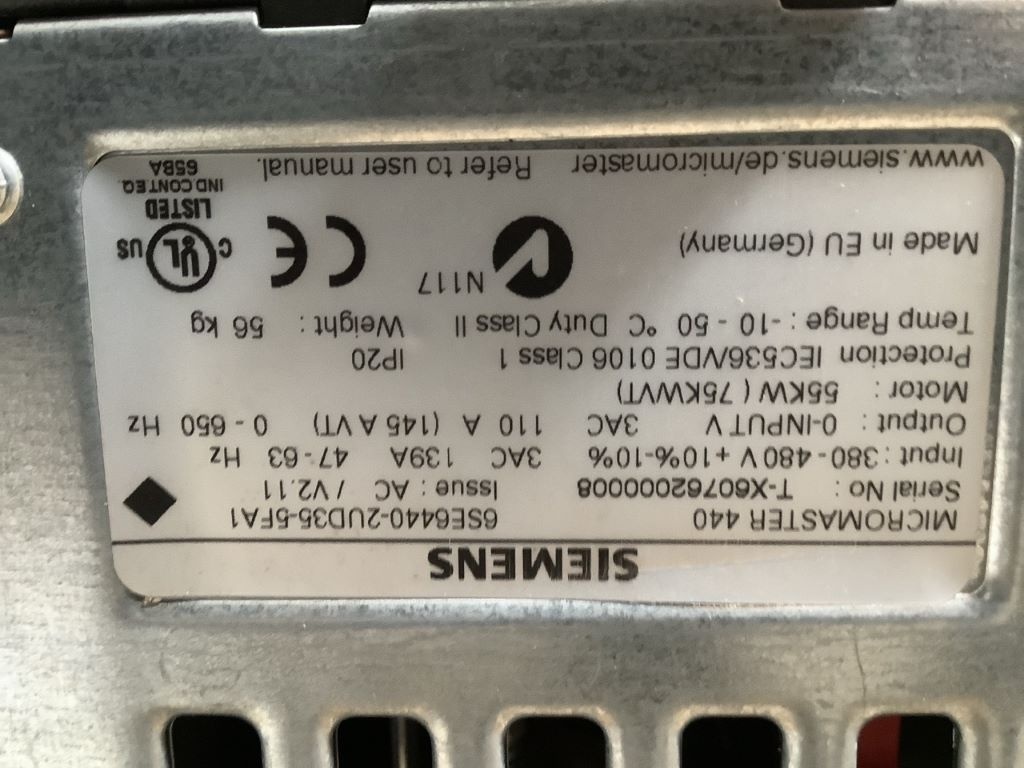 SIEMENS
MICROMASTER 440 6SE6440-2UD35-5FA1
Serial No : T-X60762000008 Issue : AC / V2.11
Input : 380 - 480 V +10%-10% 3AC 139A 47 - 63 Hz
Output : 0-INPUT V 3AC 110 A (145 A VT) 0 - 650 Hz
Motor : 55KW ( 75KWVT)
Protection IEC536/VDE 0106 Class 1 IP20
Temp Range : -10 - 50 °C Duty Class II Weight : 56 kg
Made in EU (Germany) N117 CE C UL US
LISTED
IND CONT EQ
65BA
www.siemens.de/micromaster Refer to user manual.